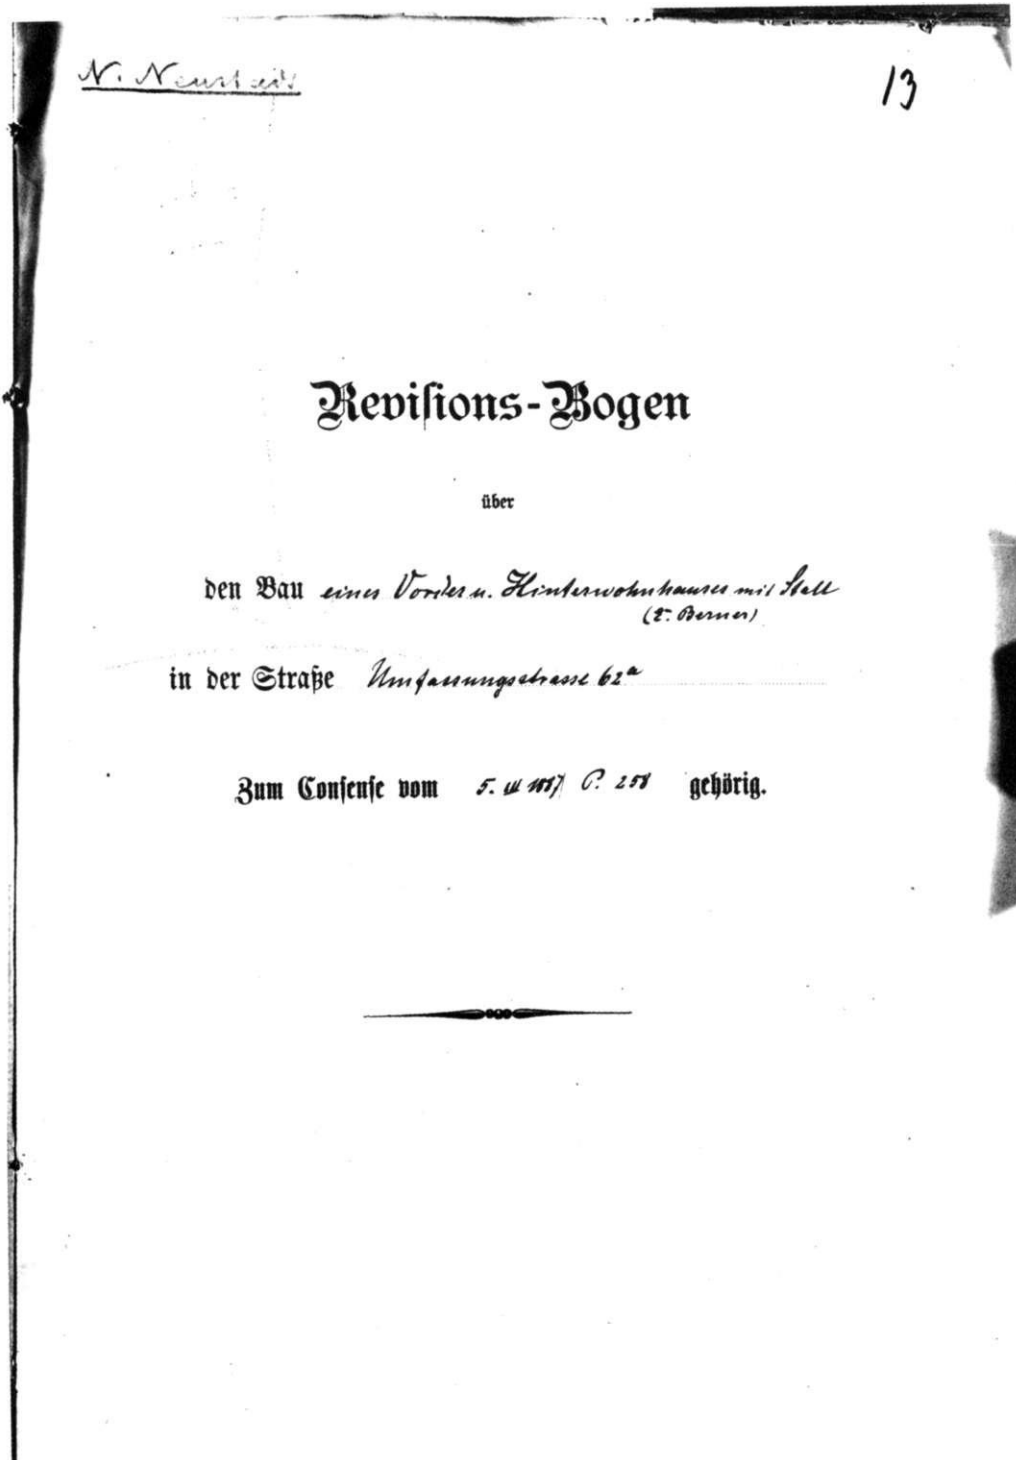 N. Neustadt
13
Reviſions-Bogen
über
den Bau eines Vorder u. Hinterwohnhauses mit Stall
(E. Berner)
in der Straße Umfassungsstrasse 62a
Zum Conſenſe vom 5. III 1887 P. 258 gehörig.